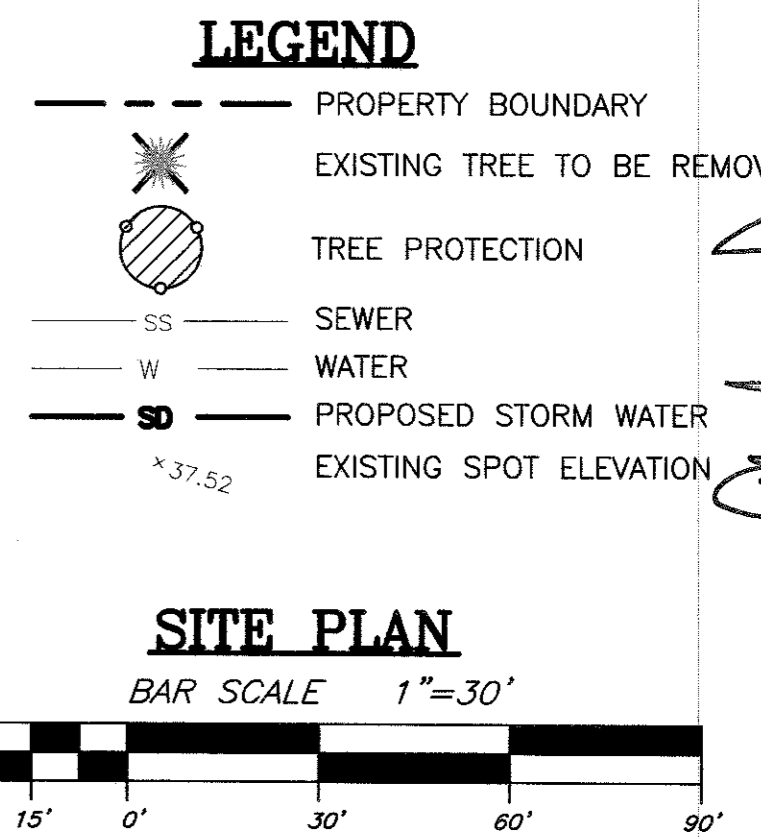 LEGEND
PROPERTY BOUNDARY
EXISTING TREE TO BE REMOV
TREE PROTECTION
SS SEWER
W WATER
SD PROPOSED STORM WATER
×37.52 EXISTING SPOT ELEVATION
SITE PLAN
BAR SCALE 1"=30'
15' 0' 30' 60' 90'